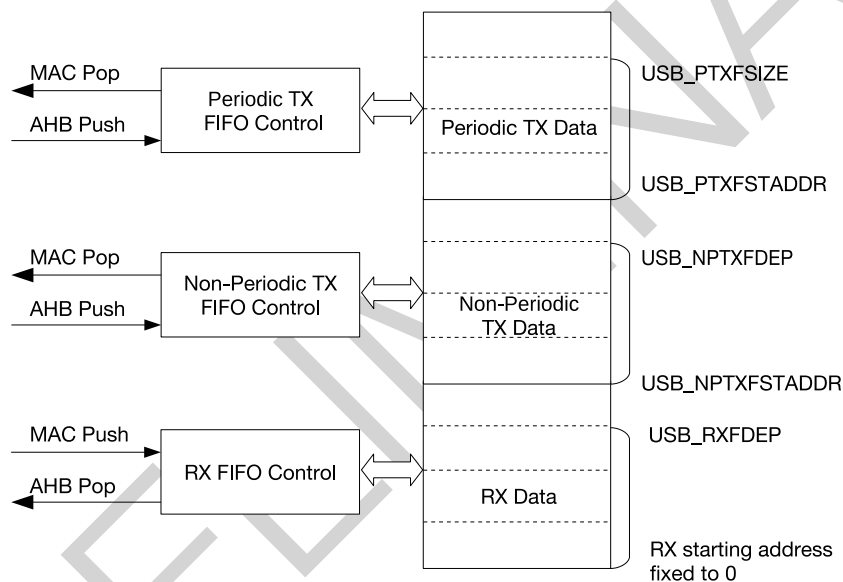 MAC Pop
AHB Push
Periodic TX
FIFO Control
Periodic TX Data
USB_PTXFSIZE
USB_PTXFSTADDR
MAC Pop
AHB Push
Non-Periodic TX
FIFO Control
Non-Periodic
TX Data
USB_NPTXFDEP
USB_NPTXFSTADDR
MAC Push
AHB Pop
RX FIFO Control
RX Data
USB_RXFDEP
RX starting address
fixed to 0